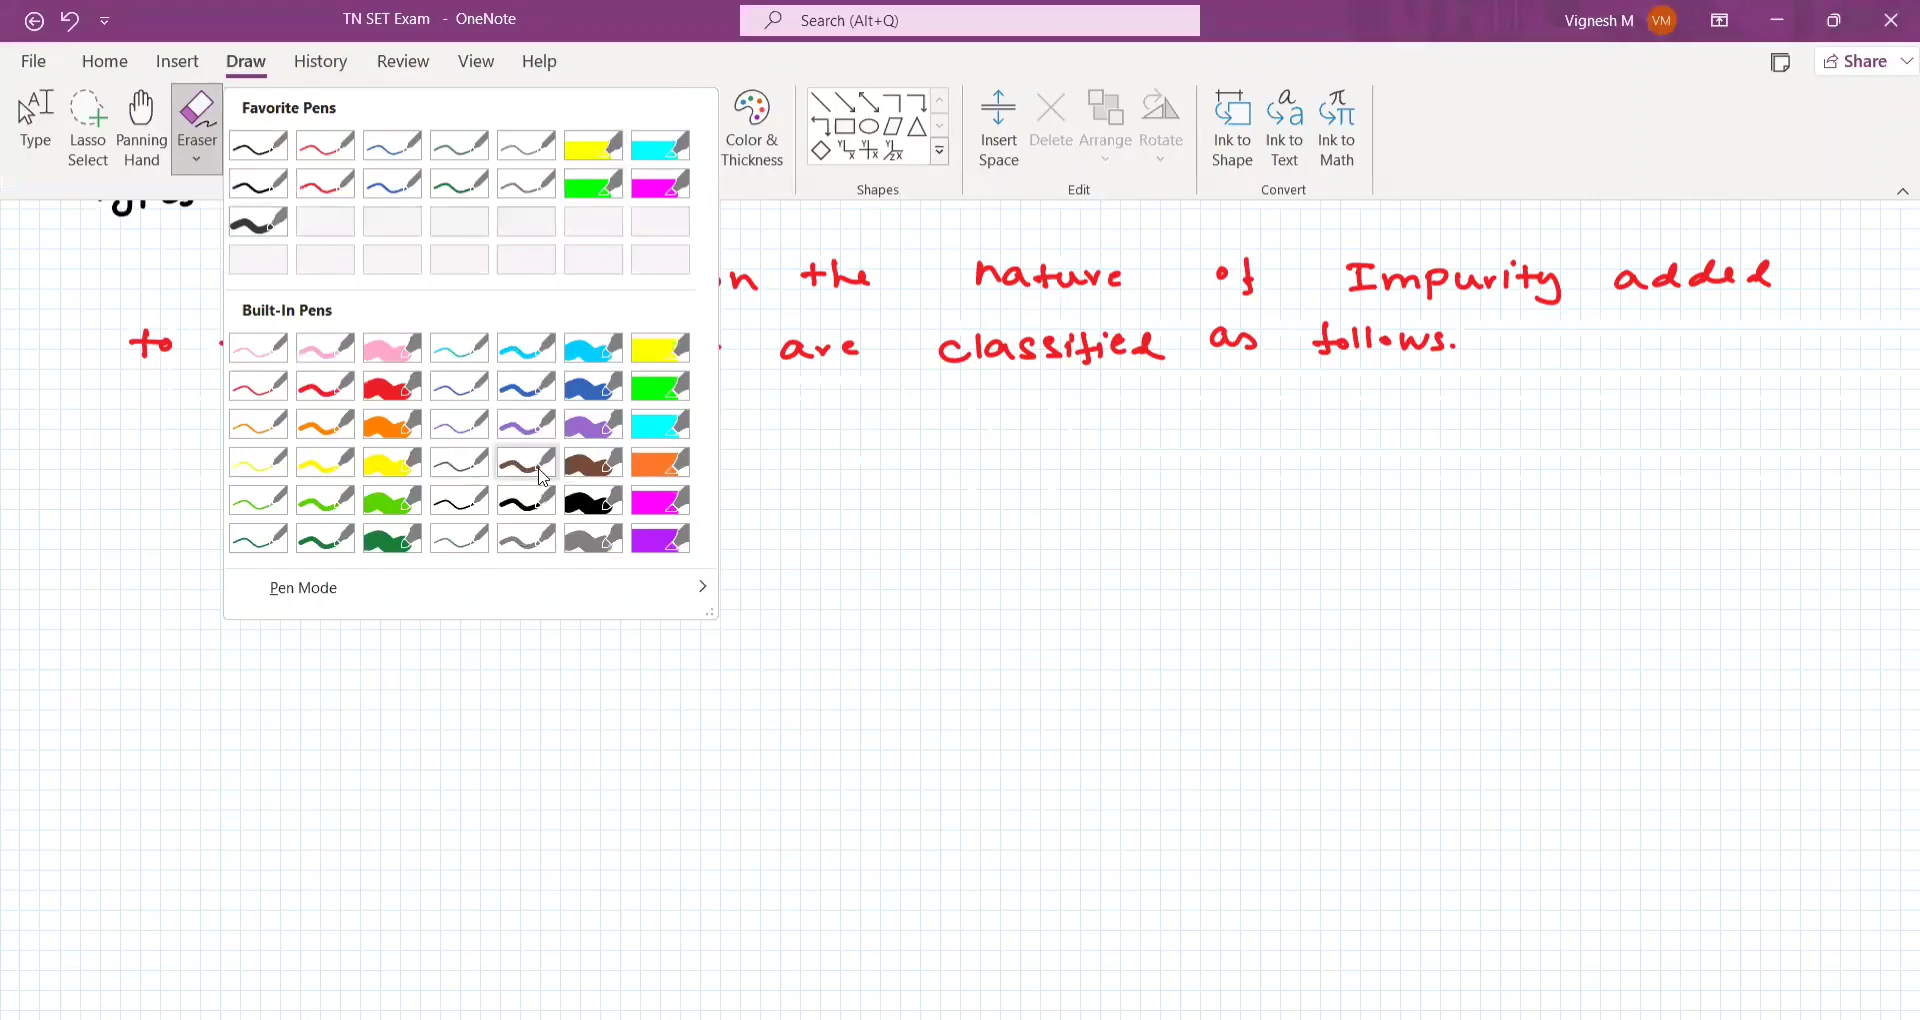 TN SET Exam - OneNote
Search (Alt+Q)
Vignesh M
VM
File Home Insert Draw History Review View Help
Share
Type
Lasso Select
Panning Hand
Eraser
Favorite Pens
Built-In Pens
Pen Mode
Color & Thickness
Shapes
Insert Space
Delete
Arrange
Rotate
Edit
Ink to Shape
Ink to Text
Ink to Math
Convert
the nature of Impurity added
to are classified as follows.